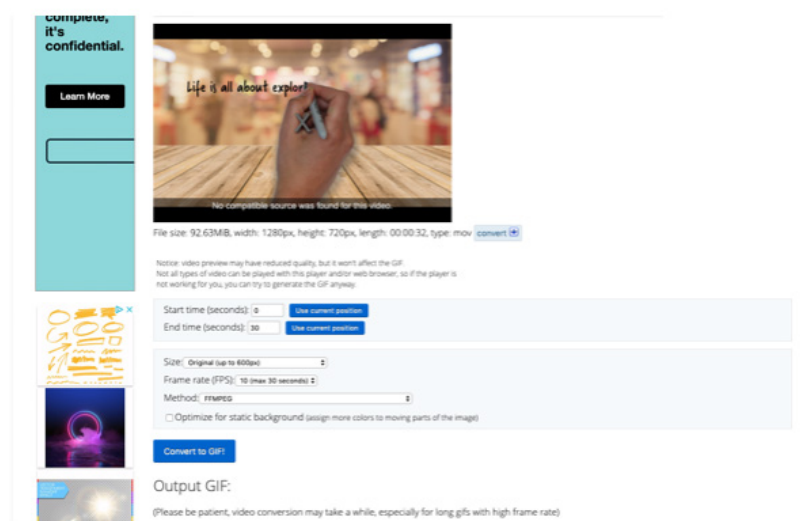 complete,
it's
confidential.
Learn More
Life is all about explor
No compatible source was found for this video.
File size: 92.63MiB, width: 1280px, height: 720px, length: 00:00:32, type: mov convert
Notice: video preview may have reduced quality, but it won't affect the GIF.
Not all types of video can be played with this player and/or web browser, so if the player is
not working for you, you can try to generate the GIF anyway.
Start time (seconds): 0 Use current position
End time (seconds): 30 Use current position
Size: Original (up to 600px)
Frame rate (FPS): 10 (max 30 seconds)
Method: FFMPEG
Optimize for static background (assign more colors to moving parts of the image)
Convert to GIF!
Output GIF:
(Please be patient, video conversion may take a while, especially for long gifs with high frame rate)